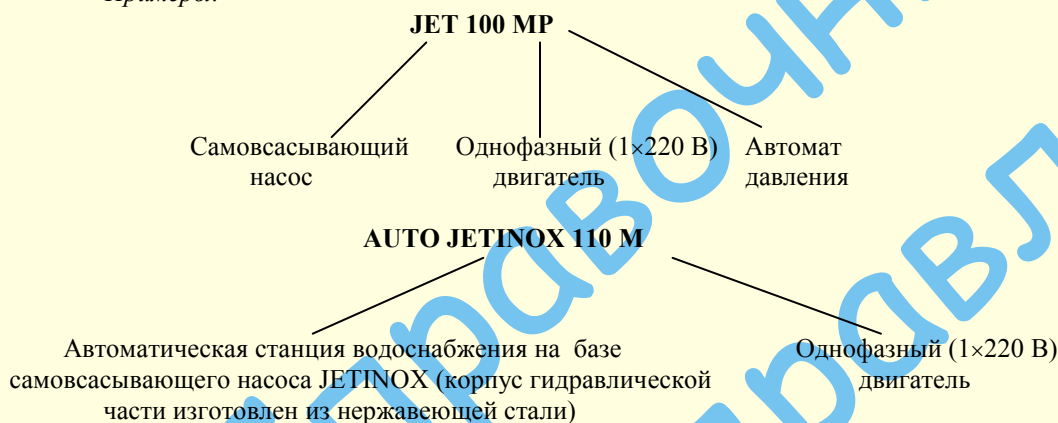 Примеры:
JET 100 MP
Самовсасывающий Однофазный (1×220 В) Автомат
насос двигатель давления
AUTO JETINOX 110 M
Автоматическая станция водоснабжения на базе Однофазный (1×220 В)
самовсасывающего насоса JETINOX (корпус гидравлической двигатель
части изготовлен из нержавеющей стали)